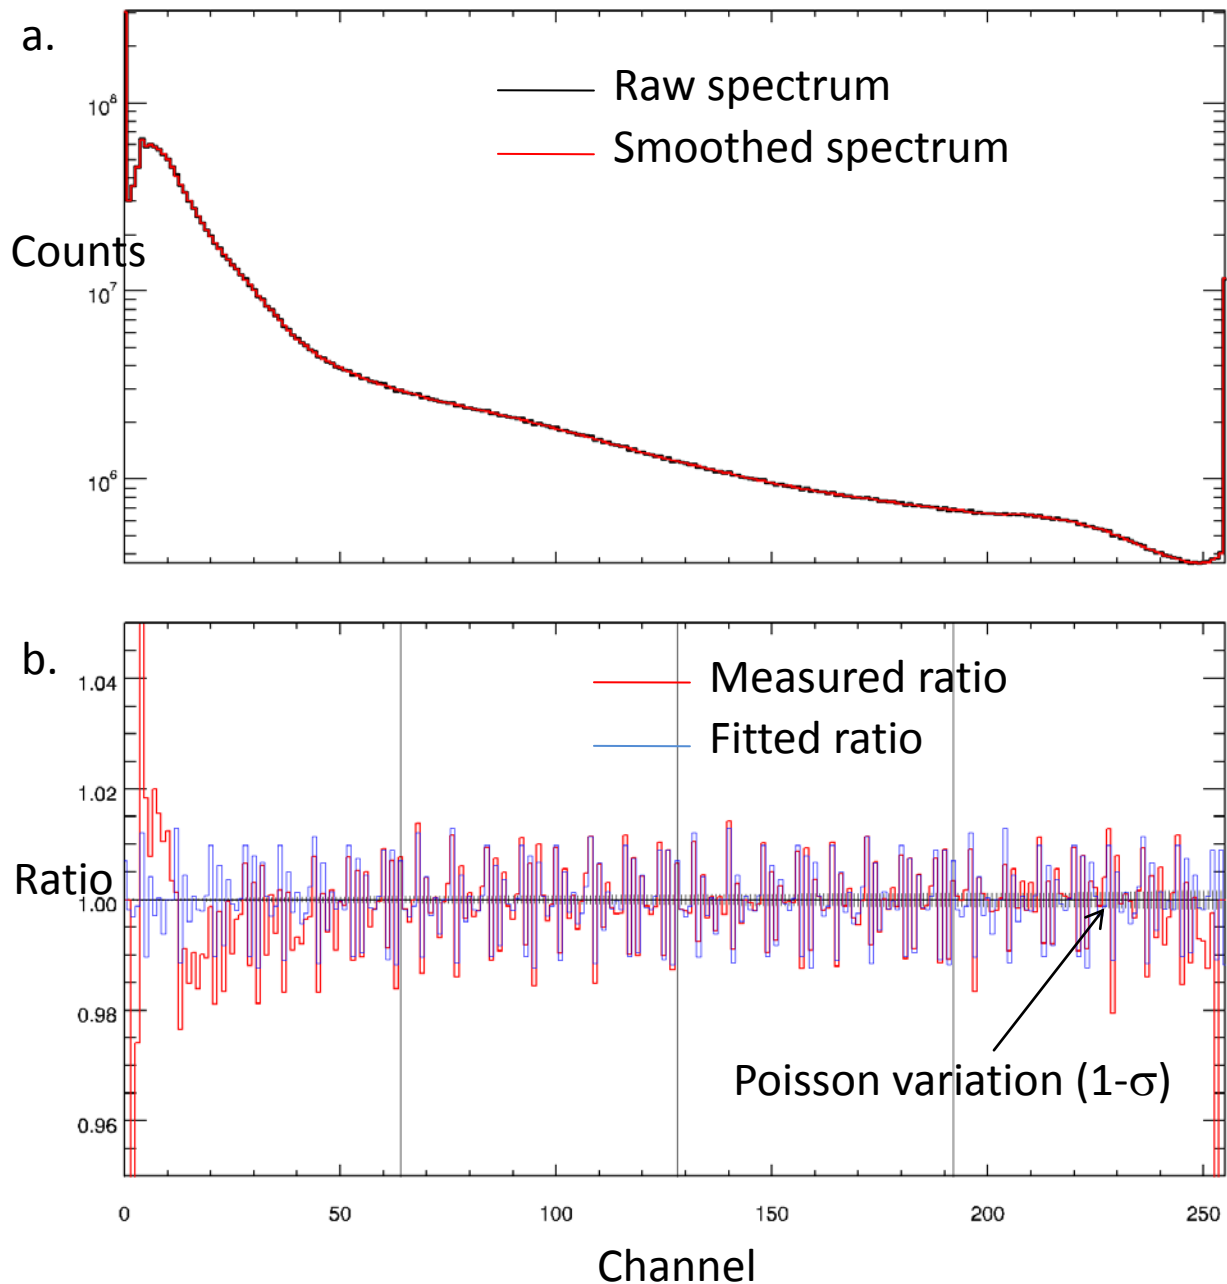 a.
Raw spectrum
Smoothed spectrum
10⁸
Counts
10⁷
10⁶
b.
Measured ratio
Fitted ratio
1.04
1.02
Ratio
1.00
0.98
Poisson variation (1-σ)
0.96
0 50 100 150 200 250
Channel